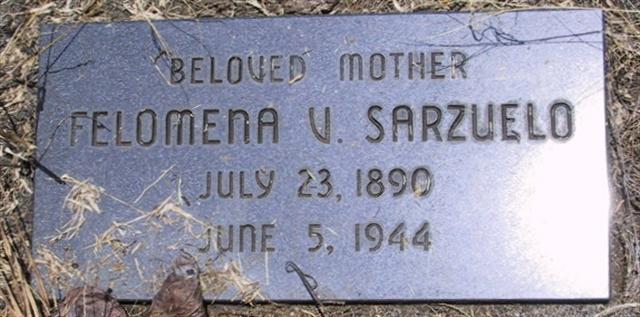 BELOVED MOTHER
FELOMENA V. SARZUELO
JULY 23, 1890
JUNE 5, 1944